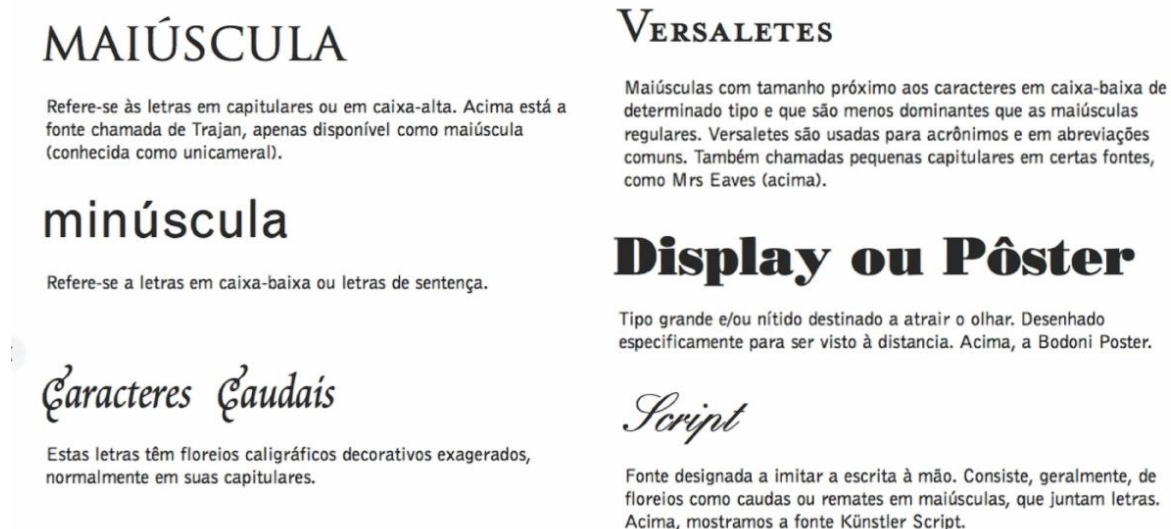 MAIÚSCULA
Refere-se às letras em capitulares ou em caixa-alta. Acima está a
fonte chamada de Trajan, apenas disponível como maiúscula
(conhecida como unicameral).
minúscula
Refere-se a letras em caixa-baixa ou letras de sentença.
Caracteres Caudais
Estas letras têm floreios caligráficos decorativos exagerados,
normalmente em suas capitulares.
VERSALETES
Maiúsculas com tamanho próximo aos caracteres em caixa-baixa de
determinado tipo e que são menos dominantes que as maiúsculas
regulares. Versaletes são usadas para acrônimos e em abreviações
comuns. Também chamadas pequenas capitulares em certas fontes,
como Mrs Eaves (acima).
Display ou Pôster
Tipo grande e/ou nítido destinado a atrair o olhar. Desenhado
especificamente para ser visto à distancia. Acima, a Bodoni Poster.
Script
Fonte designada a imitar a escrita à mão. Consiste, geralmente, de
floreios como caudas ou remates em maiúsculas, que juntam letras.
Acima, mostramos a fonte Künstler Script.